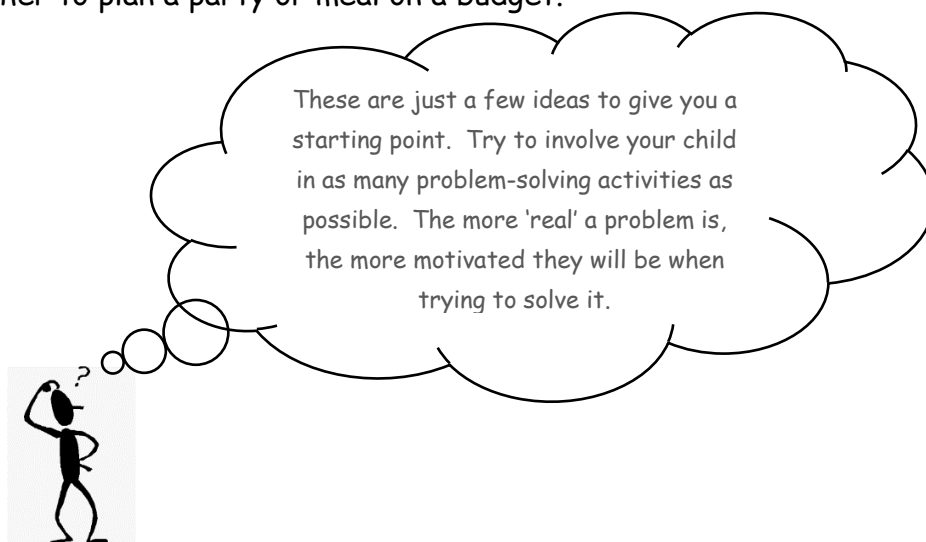 to plan a party or meal on a budget.
These are just a few ideas to give you a
starting point.  Try to involve your child
in as many problem-solving activities as
possible.  The more ‘real’ a problem is,
the more motivated they will be when
trying to solve it.
?